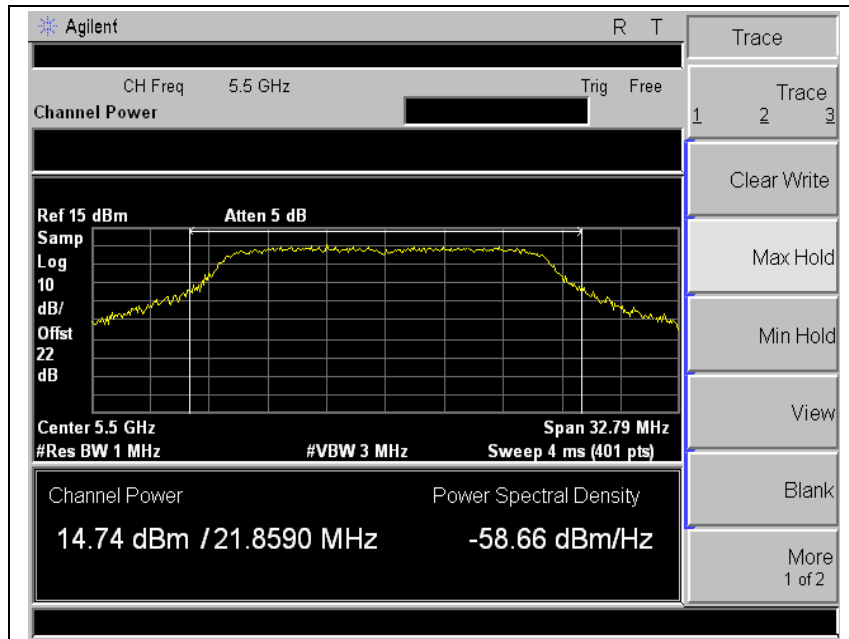 Agilent R T
Trace
CH Freq 5.5 GHz Trig Free
Channel Power
Trace
1 2 3
Clear Write
Ref 15 dBm Atten 5 dB
Samp
Log
10
dB/
Offst
22
dB
Max Hold
Min Hold
View
Center 5.5 GHz Span 32.79 MHz
#Res BW 1 MHz #VBW 3 MHz Sweep 4 ms (401 pts)
Channel Power Power Spectral Density
14.74 dBm / 21.8590 MHz -58.66 dBm/Hz
Blank
More
1 of 2